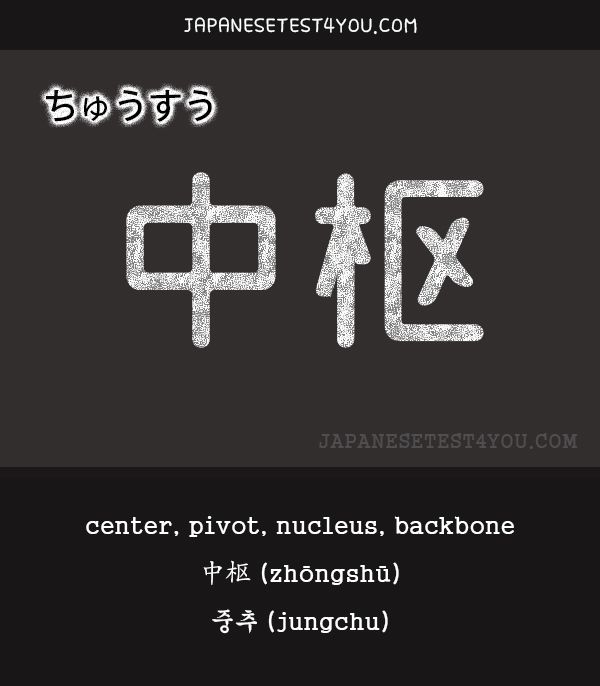 JAPANESETEST4YOU.COM
ちゅうすう
中枢
JAPANESETEST4YOU.COM
center, pivot, nucleus, backbone
中枢 (zhōngshū)
중추 (jungchu)